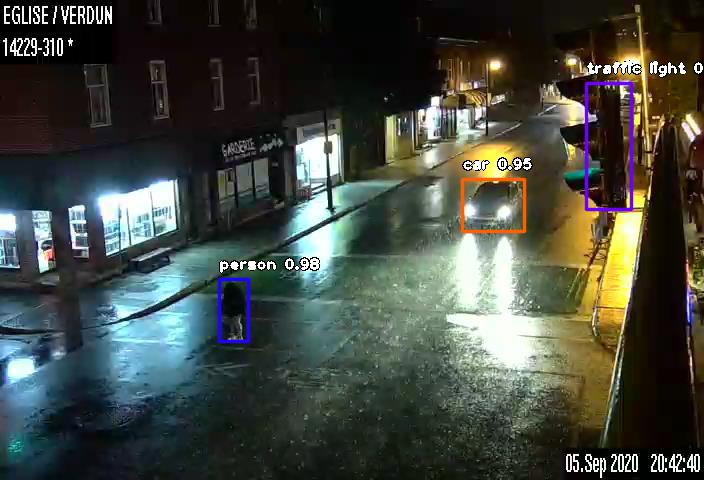 EGLISE / VERDUN
14229-310 *
traffic light 0
GARDERIE
car 0.95
person 0.98
05.Sep 2020 20:42:40